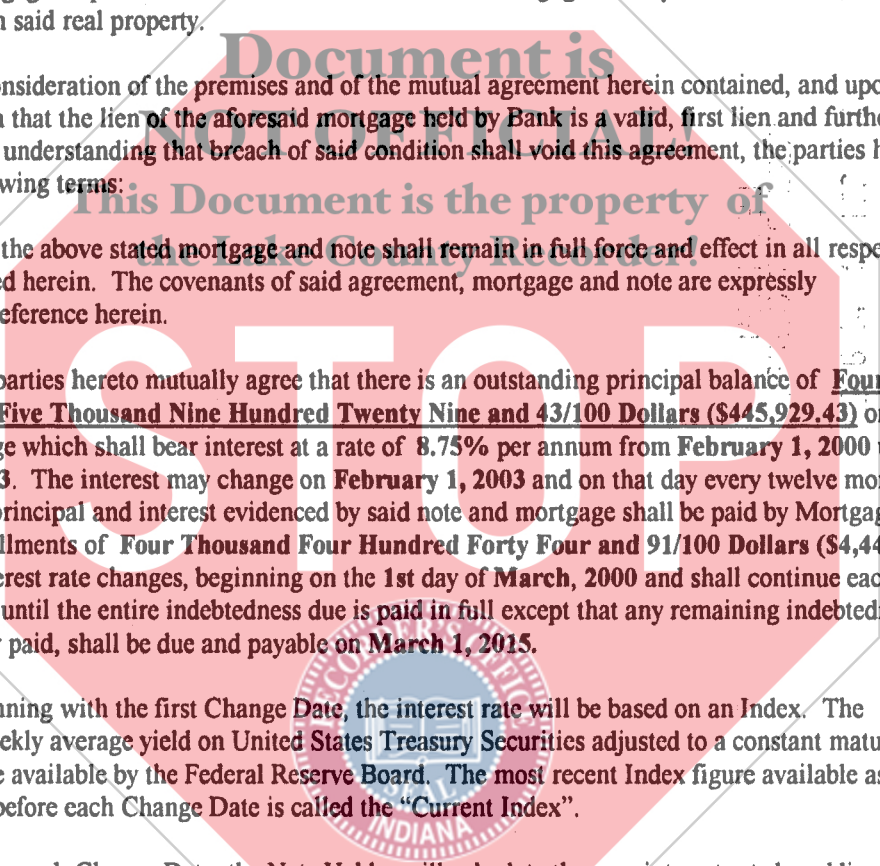 n said real property.
Document is
onsideration of the premises and of the mutual agreement herein contained, and upo
n that the lien of the aforesaid mortgage held by Bank is a valid, first lien and furthe
NOT OFFICIAL!
understanding that breach of said condition shall void this agreement, the parties h
wing terms:
This Document is the property of
the above stated mortgage and note shall remain in full force and effect in all respe
the Lake County Recorder!
ed herein. The covenants of said agreement, mortgage and note are expressly
eference herein.
STOP
parties hereto mutually agree that there is an outstanding principal balance of Four
Five Thousand Nine Hundred Twenty Nine and 43/100 Dollars ($445,929.43) o
ge which shall bear interest at a rate of 8.75% per annum from February 1, 2000
3. The interest may change on February 1, 2003 and on that day every twelve mo
principal and interest evidenced by said note and mortgage shall be paid by Mortgag
llments of Four Thousand Four Hundred Forty Four and 91/100 Dollars ($4,44
erest rate changes, beginning on the 1st day of March, 2000 and shall continue eac
until the entire indebtedness due is paid in full except that any remaining indebted
paid, shall be due and payable on March 1, 2015.
RECORDER'S OFFICE
nning with the first Change Date, the interest rate will be based on an Index. The
ekly average yield on United States Treasury Securities adjusted to a constant matu
e available by the Federal Reserve Board. The most recent Index figure available as
before each Change Date is called the “Current Index”.
SEAL
INDIANA